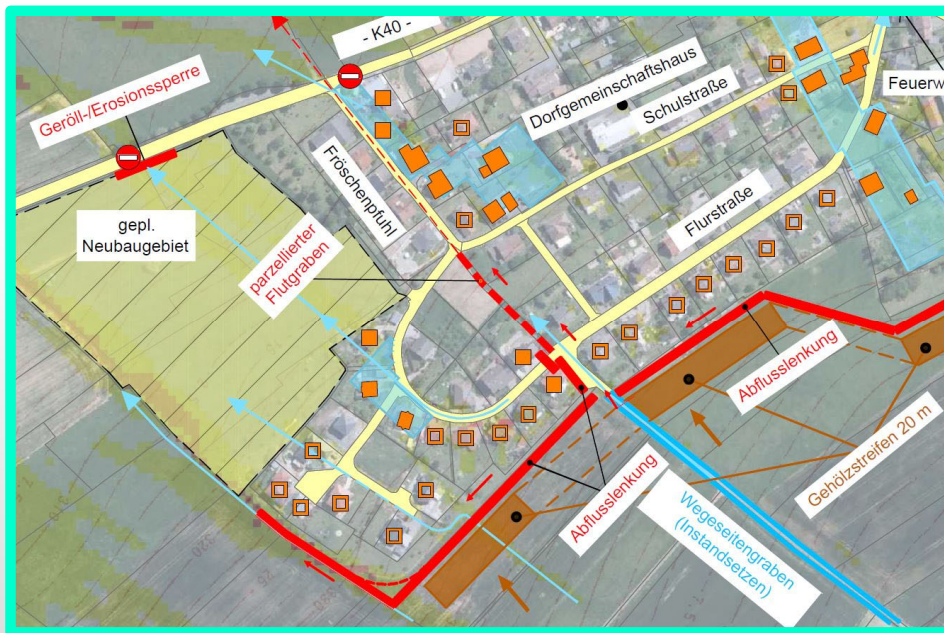 - K40 -
Geröll-/Erosionssperre
Dorfgemeinschaftshaus
Schulstraße
Feuerw
Fröschenpfuhl
gepl.
Neubaugebiet
Flurstraße
parzellierter
Flutgraben
Abflusslenkung
Gehölzstreifen 20 m
Abflusslenkung
Wegeseitengraben
(Instandsetzen)